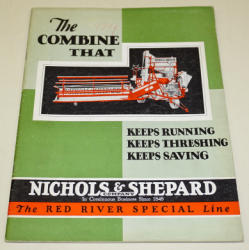 The
COMBINE
THAT
KEEPS RUNNING
KEEPS THRESHING
KEEPS SAVING
NICHOLS & SHEPARD
COMPANY
In Continuous Business Since 1848
The RED RIVER SPECIAL Line